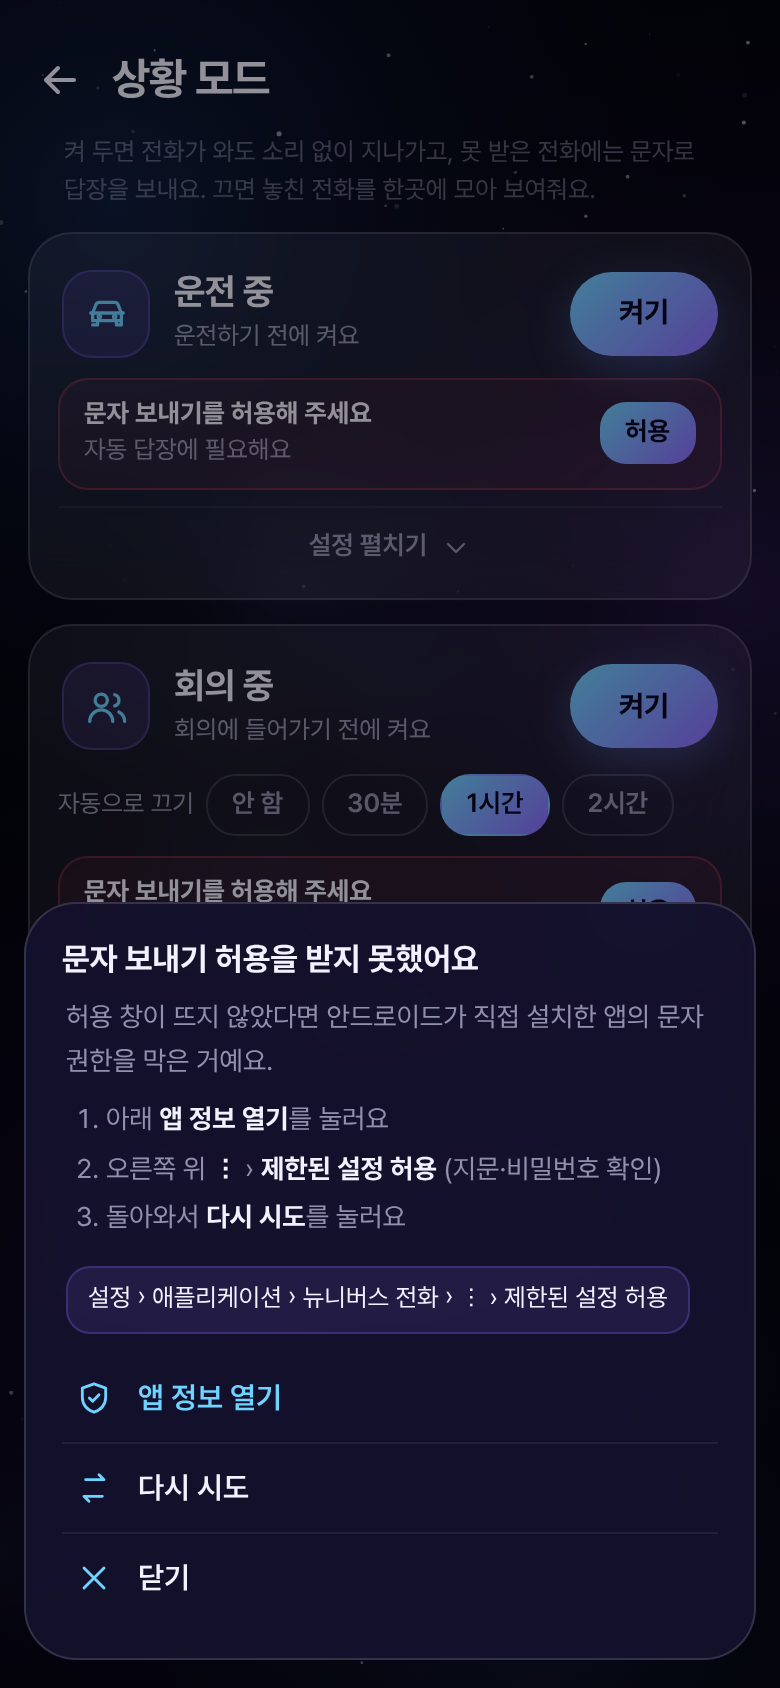 상황 모드
켜 두면 전화가 와도 소리 없이 지나가고, 못 받은 전화에는 문자로
답장을 보내요. 끄면 놓친 전화를 한곳에 모아 보여줘요.
운전 중
운전하기 전에 켜요
켜기
문자 보내기를 허용해 주세요
자동 답장에 필요해요
허용
설정 펼치기
회의 중
회의에 들어가기 전에 켜요
켜기
자동으로 끄기 안 함 30분 1시간 2시간
문자 보내기를 허용해 주세요
문자 보내기 허용을 받지 못했어요
허용 창이 뜨지 않았다면 안드로이드가 직접 설치한 앱의 문자
권한을 막은 거예요.
1. 아래 앱 정보 열기를 눌러요
2. 오른쪽 위 ⋮ › 제한된 설정 허용 (지문·비밀번호 확인)
3. 돌아와서 다시 시도를 눌러요
설정 › 애플리케이션 › 뉴니버스 전화 › ⋮ › 제한된 설정 허용
앱 정보 열기
다시 시도
닫기